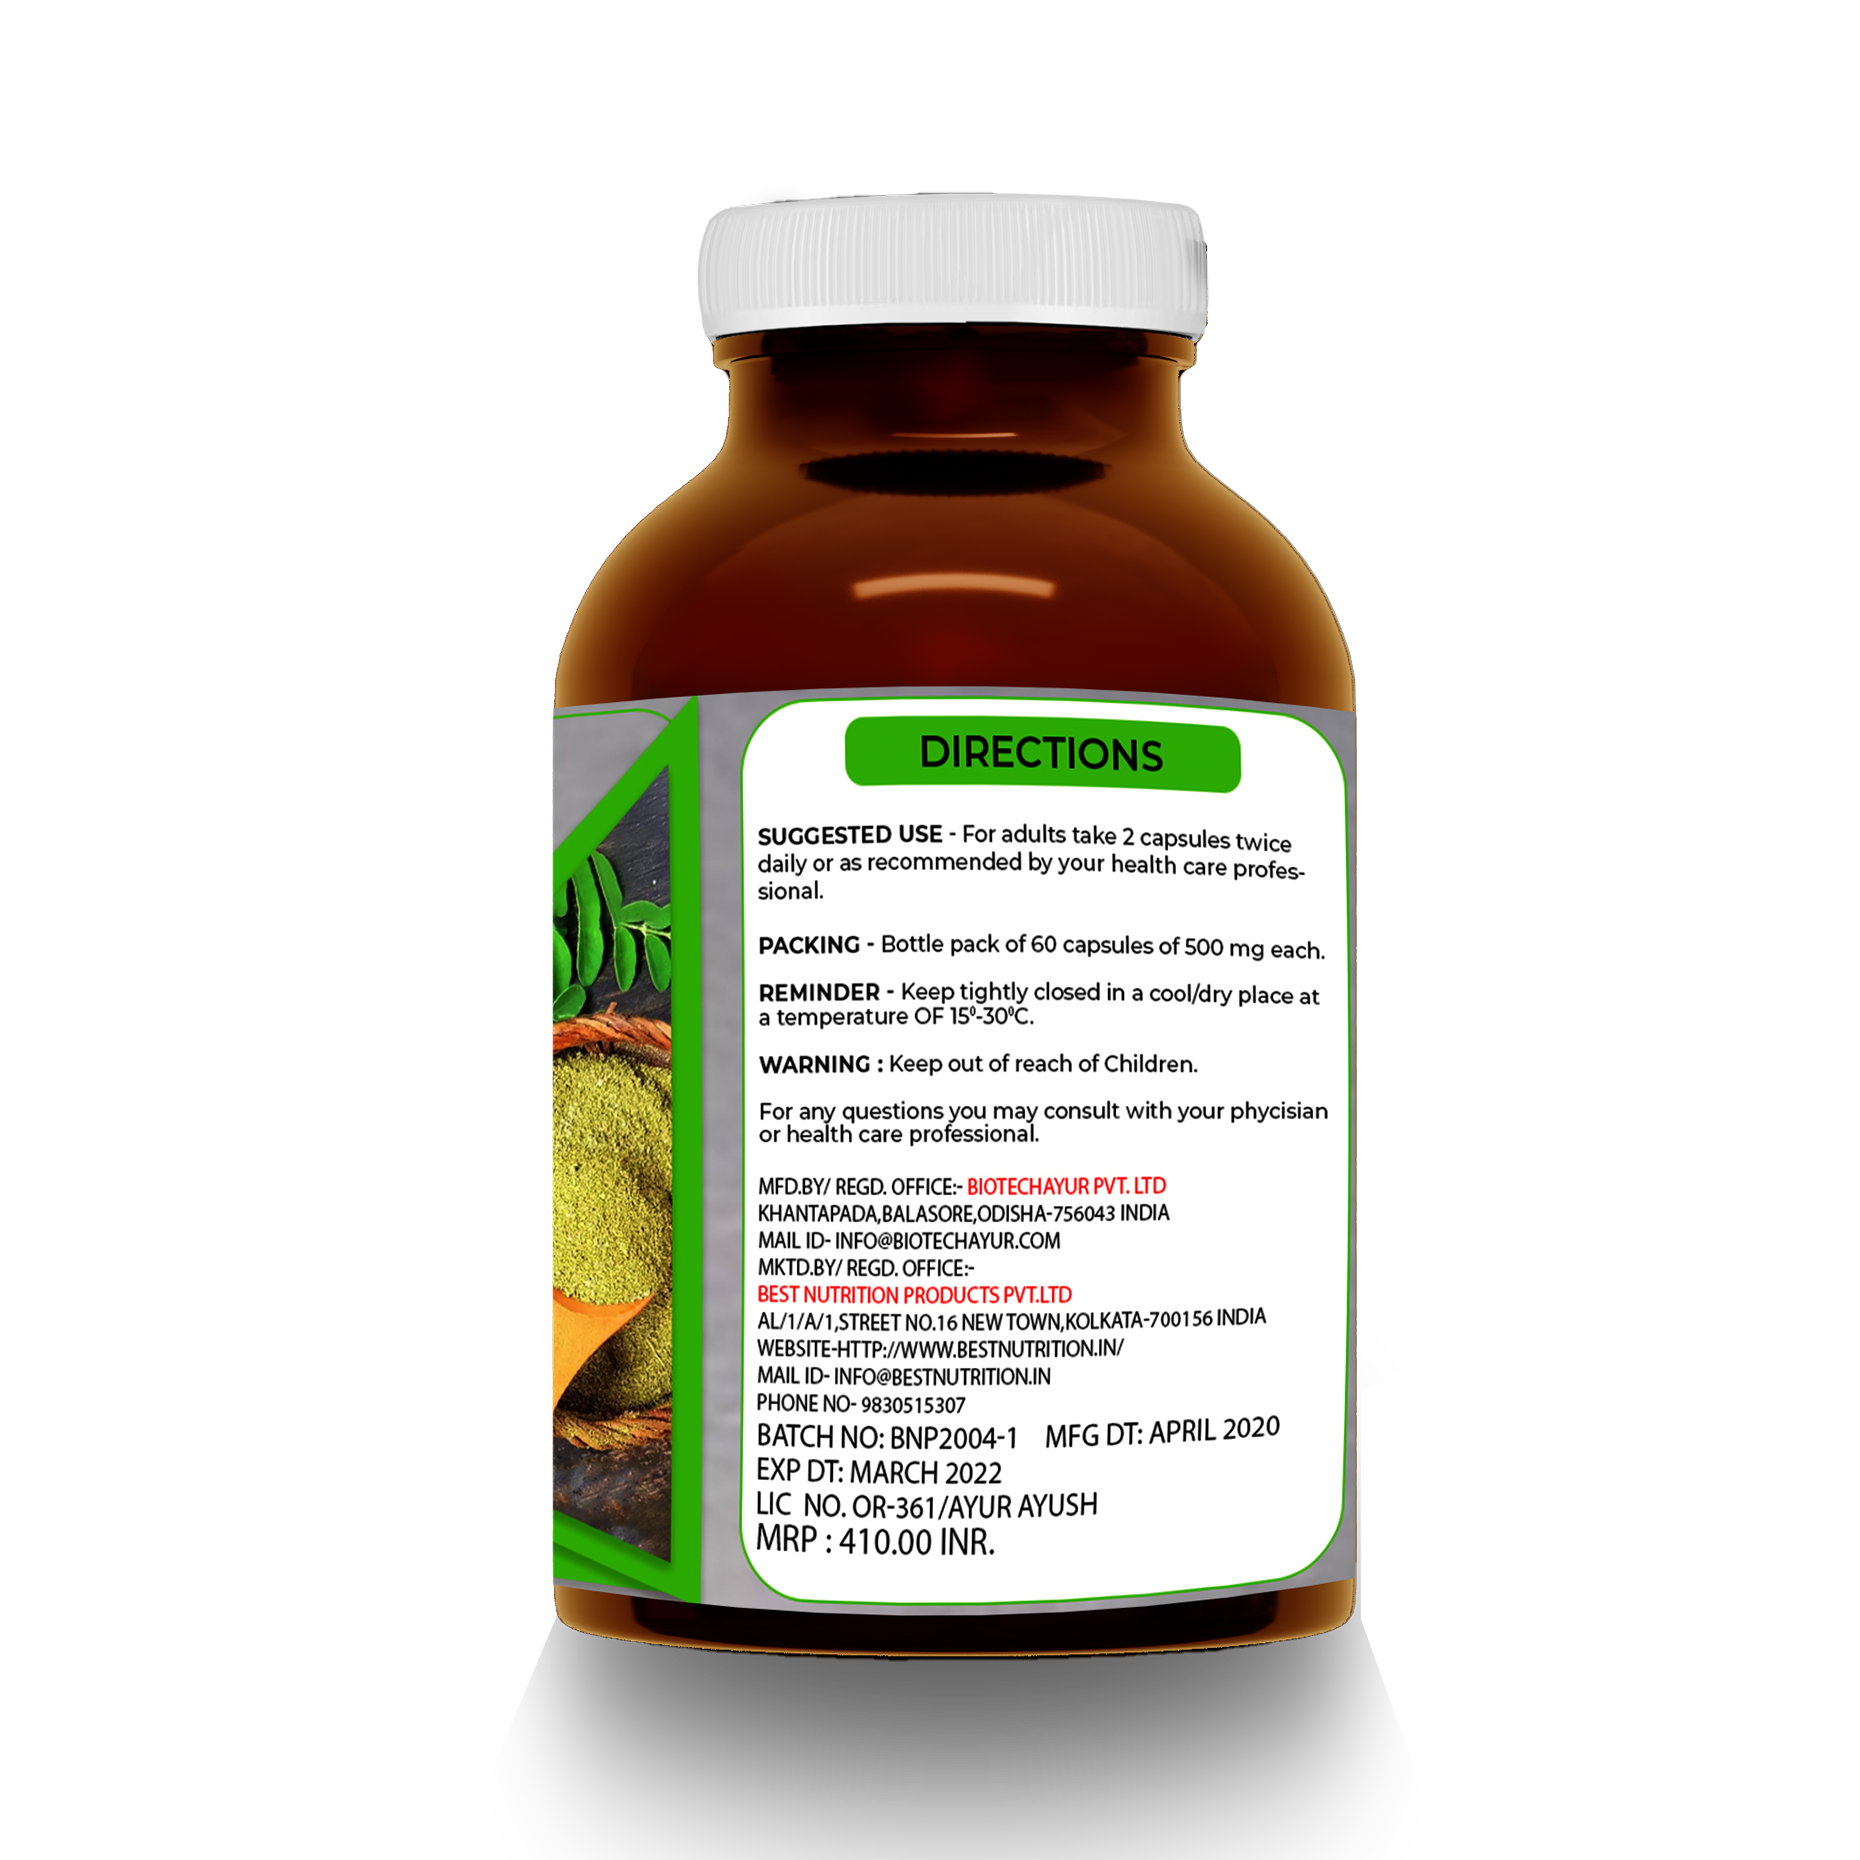 DIRECTIONS
SUGGESTED USE - For adults take 2 capsules twice
daily or as recommended by your health care profes-
sional.
PACKING - Bottle pack of 60 capsules of 500 mg each.
REMINDER - Keep tightly closed in a cool/dry place at
a temperature OF 15⁰-30⁰C.
WARNING : Keep out of reach of Children.
For any questions you may consult with your phycisian
or health care professional.
MFD.BY/ REGD. OFFICE:- BIOTECHAYUR PVT. LTD
KHANTAPADA,BALASORE,ODISHA-756043 INDIA
MAIL ID- INFO@BIOTECHAYUR.COM
MKTD.BY/ REGD. OFFICE:-
BEST NUTRITION PRODUCTS PVT.LTD
AL/1/A/1,STREET NO.16 NEW TOWN,KOLKATA-700156 INDIA
WEBSITE-HTTP://WWW.BESTNUTRITION.IN/
MAIL ID- INFO@BESTNUTRITION.IN
PHONE NO- 9830515307
BATCH NO: BNP2004-1 MFG DT: APRIL 2020
EXP DT: MARCH 2022
LIC NO. OR-361/AYUR AYUSH
MRP : 410.00 INR.